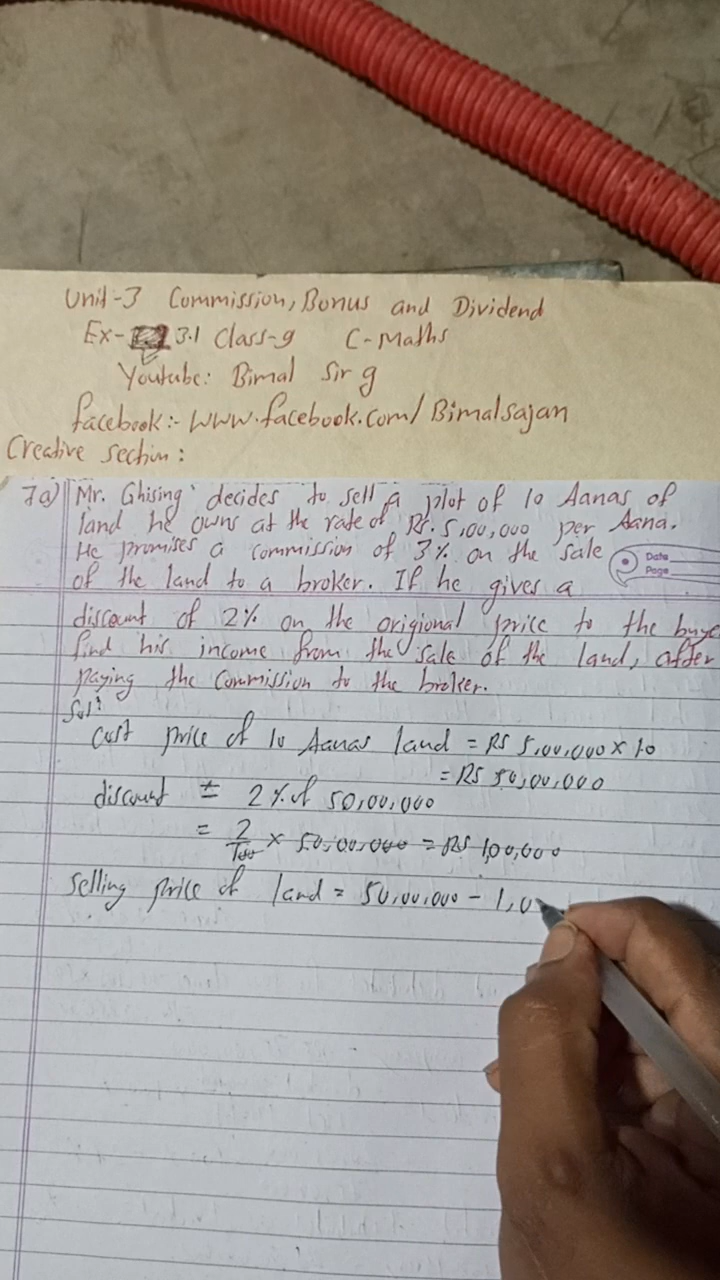 Unit-3 Commission, Bonus and Dividend
Ex- 3.1 Class-9 C-Maths
Youtube: Bimal Sir g
facebook:- www.facebook.com/Bimalsajan
Creative section:
7a) Mr. Ghising decides to sell a plot of 10 Aanas of
land he owns at the rate of Rs. 5,00,000 per Aana.
He promises a commission of 3% on the sale
Date
Page
of the land to a broker. If he gives a
discount of 2% on the origional price to the buye
find his income from the sale of the land, after
paying the commission to the broker.
Sol:
Cost price of 10 Aanas land = RS 5,00,000 × 10
= RS 50,00,000
discount = 2% of 50,00,000
= 2/100 × 50,00,000 = RS 1,00,000
Selling price of land = 50,00,000 - 1,0